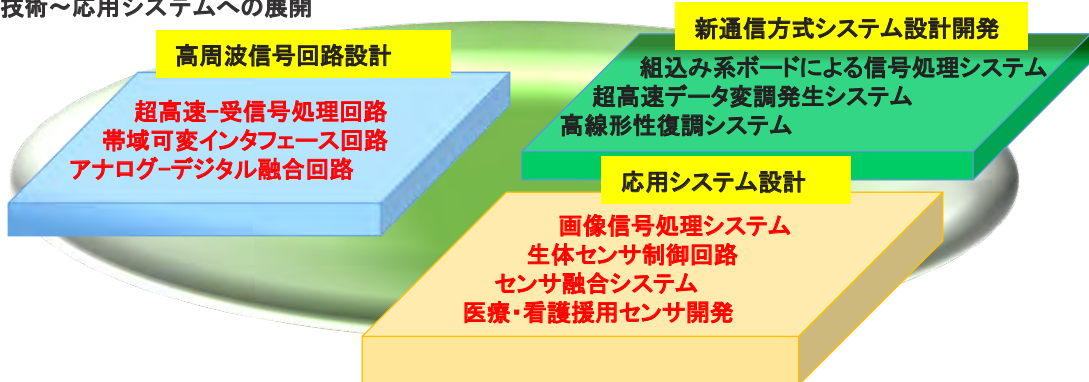 技術～応用システムへの展開
高周波信号回路設計
超高速-受信号処理回路
帯域可変インタフェース回路
アナログ-デジタル融合回路
新通信方式システム設計開発
組込み系ボードによる信号処理システム
超高速データ変調発生システム
高線形性復調システム
応用システム設計
画像信号処理システム
生体センサ制御回路
センサ融合システム
医療・看護援用センサ開発